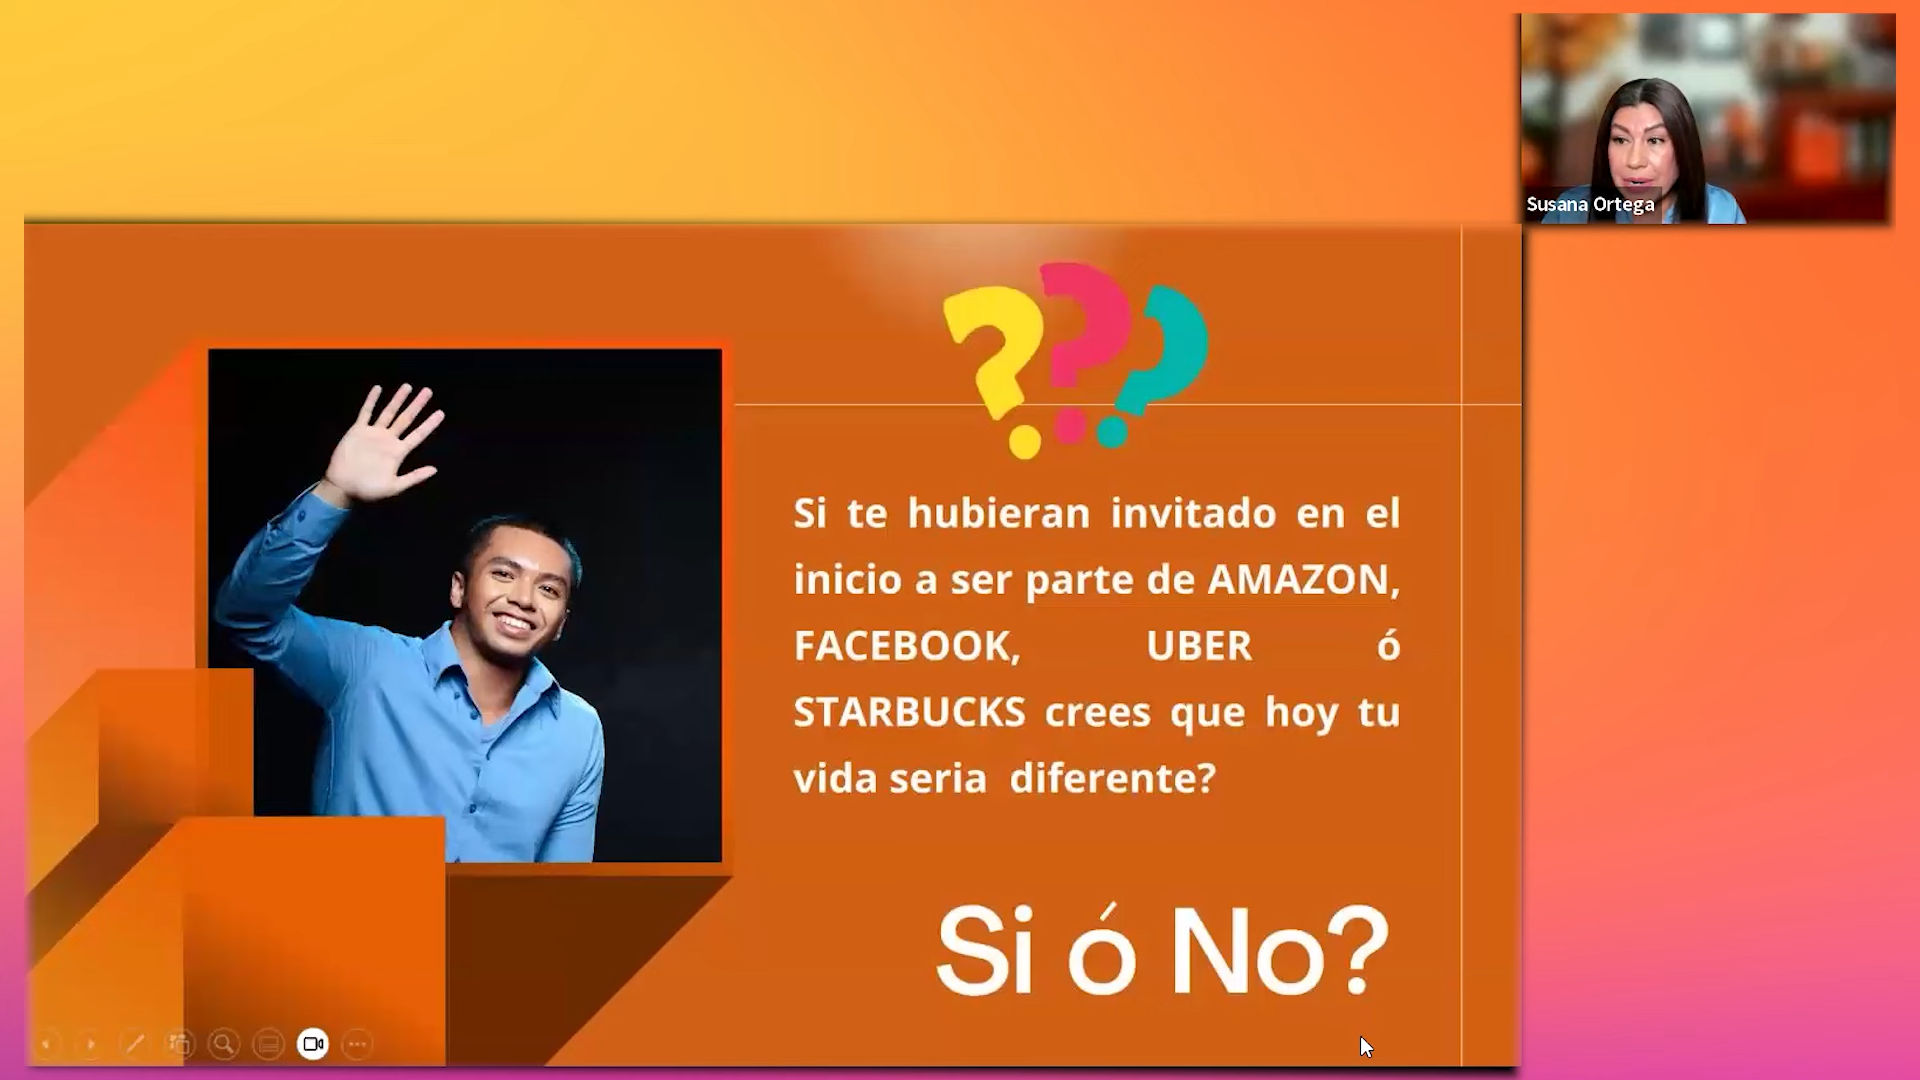 Susana Ortega
???
Si te hubieran invitado en el
inicio a ser parte de AMAZON,
FACEBOOK, UBER ó
STARBUCKS crees que hoy tu
vida seria diferente?
Si ó No?